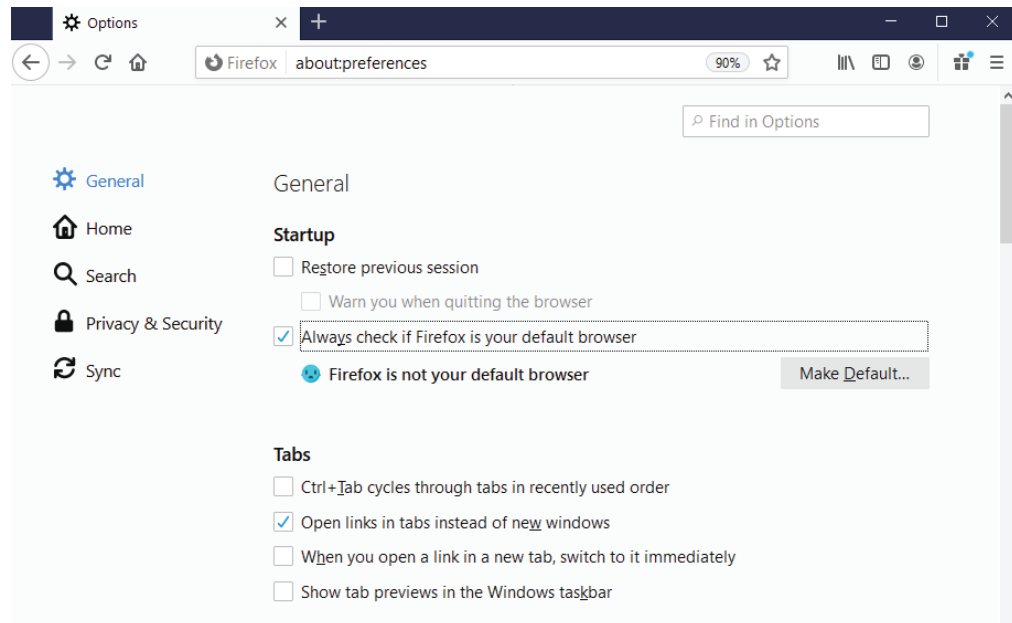 Options
Firefox about:preferences 90%
Find in Options
General
Home
Search
Privacy & Security
Sync
General
Startup
Restore previous session
Warn you when quitting the browser
Always check if Firefox is your default browser
Firefox is not your default browser
Make Default...
Tabs
Ctrl+Tab cycles through tabs in recently used order
Open links in tabs instead of new windows
When you open a link in a new tab, switch to it immediately
Show tab previews in the Windows taskbar